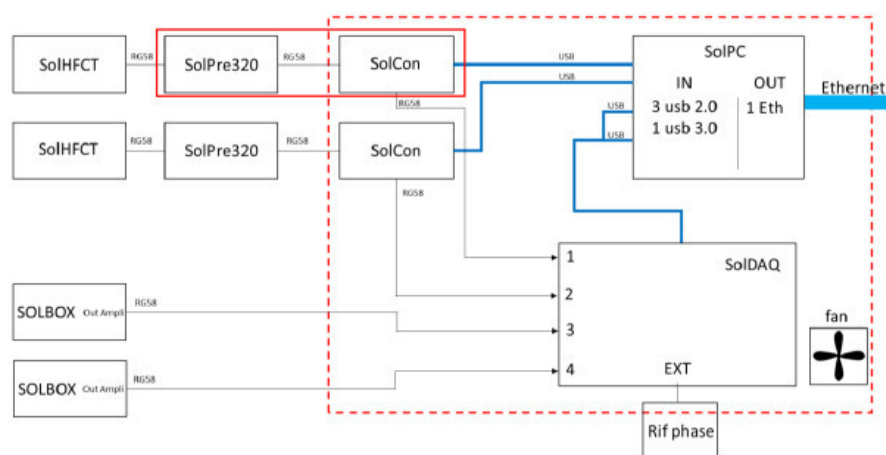 SolHFCT
RG58
SolPre320
RG58
SolCon
USB
USB
RG58
SolPC
IN
OUT
3 usb 2.0
1 usb 3.0
1 Eth
USB
USB
Ethernet
SolHFCT
RG58
SolPre320
RG58
SolCon
RG58
SOLBOX Out Ampli
RG58
SOLBOX Out Ampli
RG58
1
2
3
4
SolDAQ
EXT
fan
Rif phase